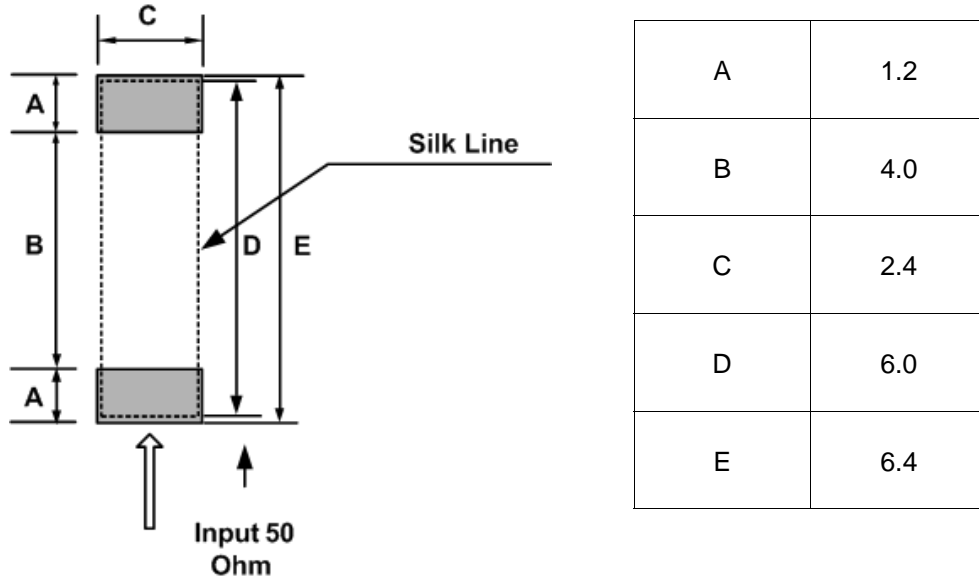 C
A
Silk Line
B
D
E
A
Input 50
Ohm
A 1.2
B 4.0
C 2.4
D 6.0
E 6.4